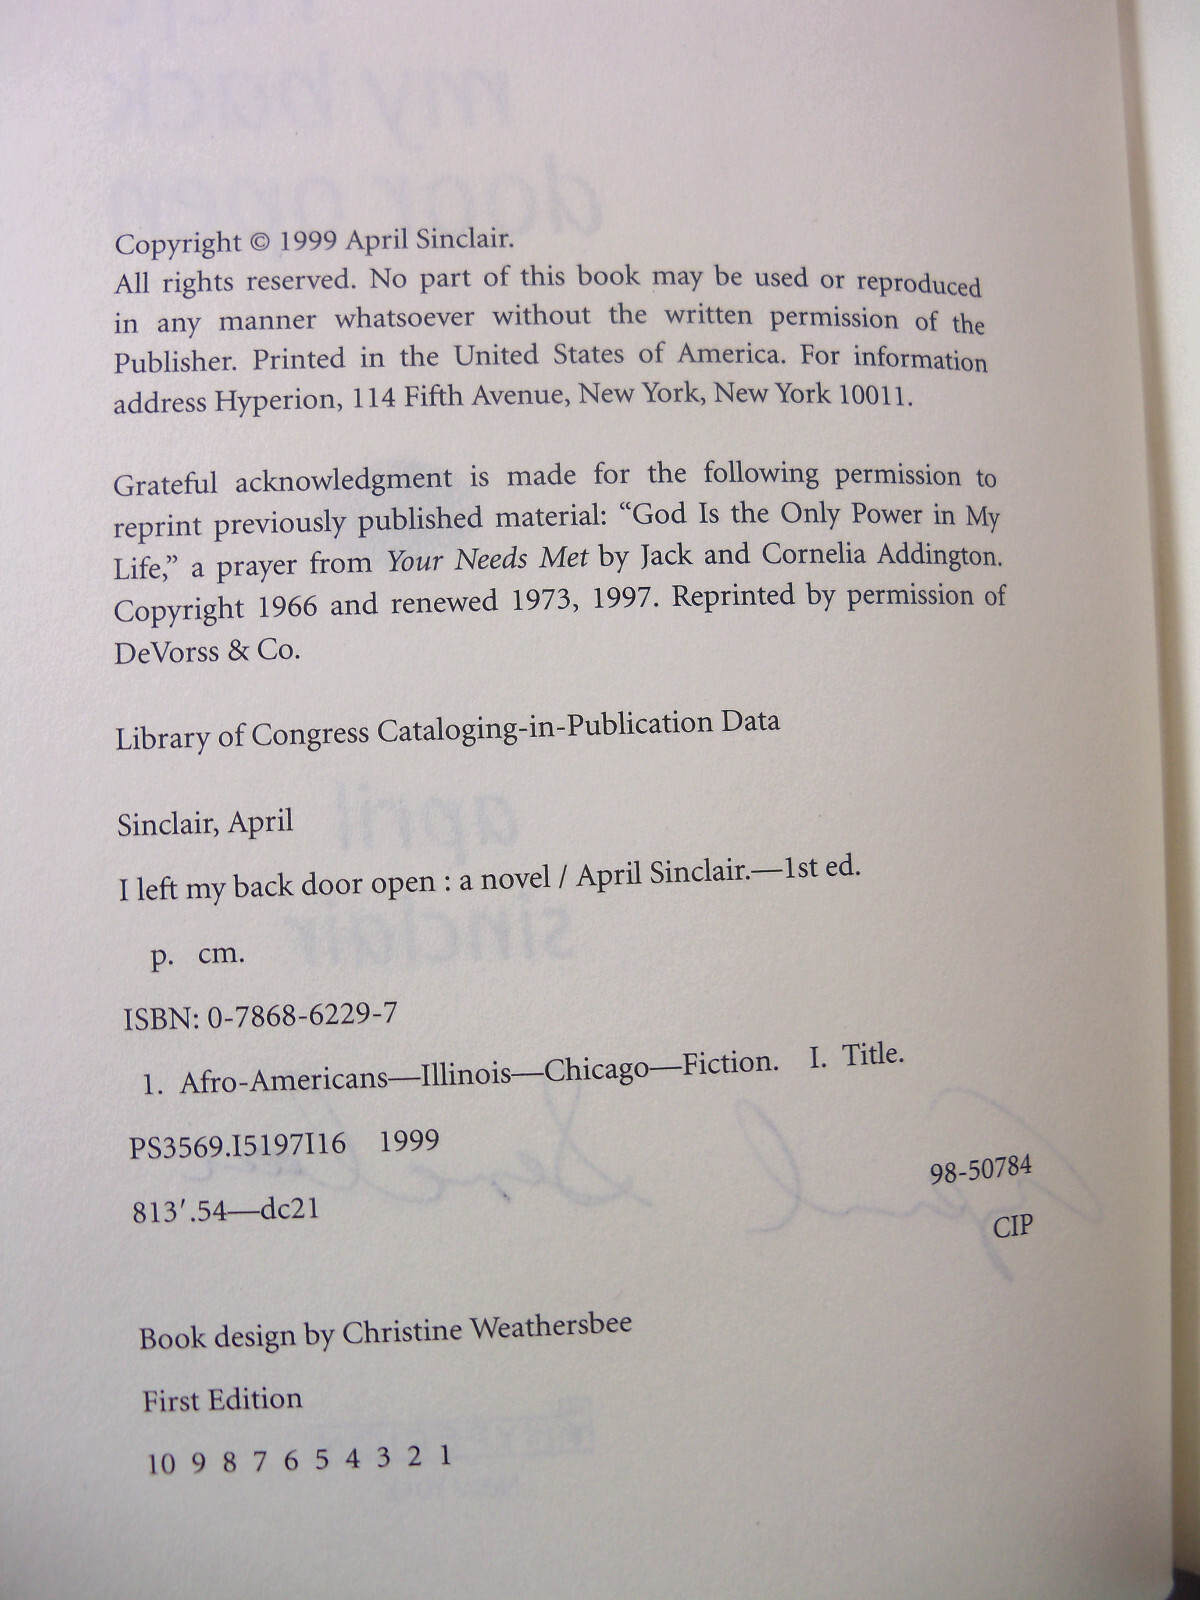 Copyright © 1999 April Sinclair.
All rights reserved. No part of this book may be used or reproduced
in any manner whatsoever without the written permission of the
Publisher. Printed in the United States of America. For information
address Hyperion, 114 Fifth Avenue, New York, New York 10011.
Grateful acknowledgment is made for the following permission to
reprint previously published material: “God Is the Only Power in My
Life,” a prayer from Your Needs Met by Jack and Cornelia Addington.
Copyright 1966 and renewed 1973, 1997. Reprinted by permission of
DeVorss & Co.
Library of Congress Cataloging-in-Publication Data
Sinclair, April
I left my back door open : a novel / April Sinclair.—1st ed.
p. cm.
ISBN: 0-7868-6229-7
1. Afro-Americans—Illinois—Chicago—Fiction. I. Title.
PS3569.I5197I16 1999
98-50784
813′.54—dc21
CIP
Book design by Christine Weathersbee
First Edition
10 9 8 7 6 5 4 3 2 1